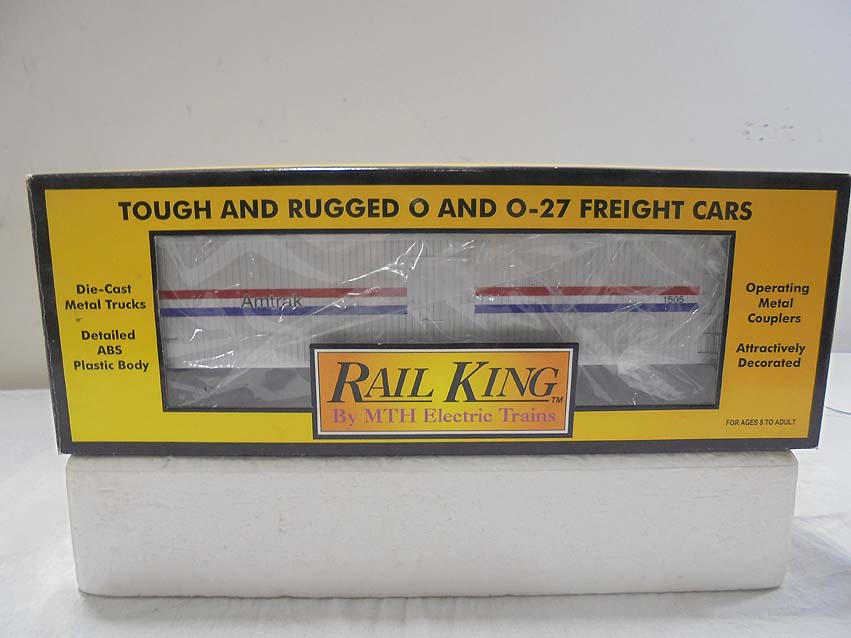 TOUGH AND RUGGED O AND O-27 FREIGHT CARS
Die-Cast
Metal Trucks
Detailed
ABS
Plastic Body
Amtrak
1505
Operating
Metal
Couplers
Attractively
Decorated
RAIL KING TM
By MTH Electric Trains
FOR AGES 8 TO ADULT